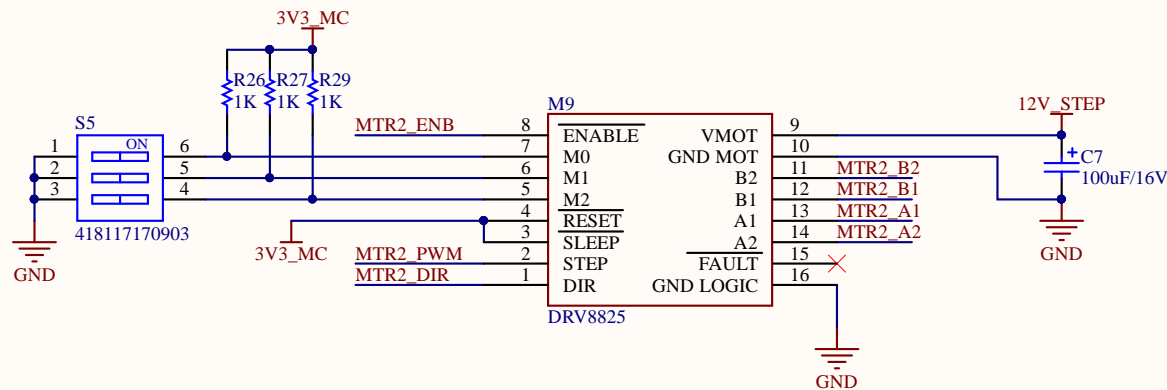 3V3_MC
R26
1K
R27
1K
R29
1K
S5
ON
1
2
3
6
5
4
418117170903
GND
3V3_MC
MTR2_ENB
MTR2_PWM
MTR2_DIR
M9
8 ENABLE
7 M0
6 M1
5 M2
4 RESET
3 SLEEP
2 STEP
1 DIR
VMOT 9
GND MOT 10
B2 11 MTR2_B2
B1 12 MTR2_B1
A1 13 MTR2_A1
A2 14 MTR2_A2
FAULT 15
GND LOGIC 16
DRV8825
GND
12V_STEP
+
C7
100uF/16V
GND